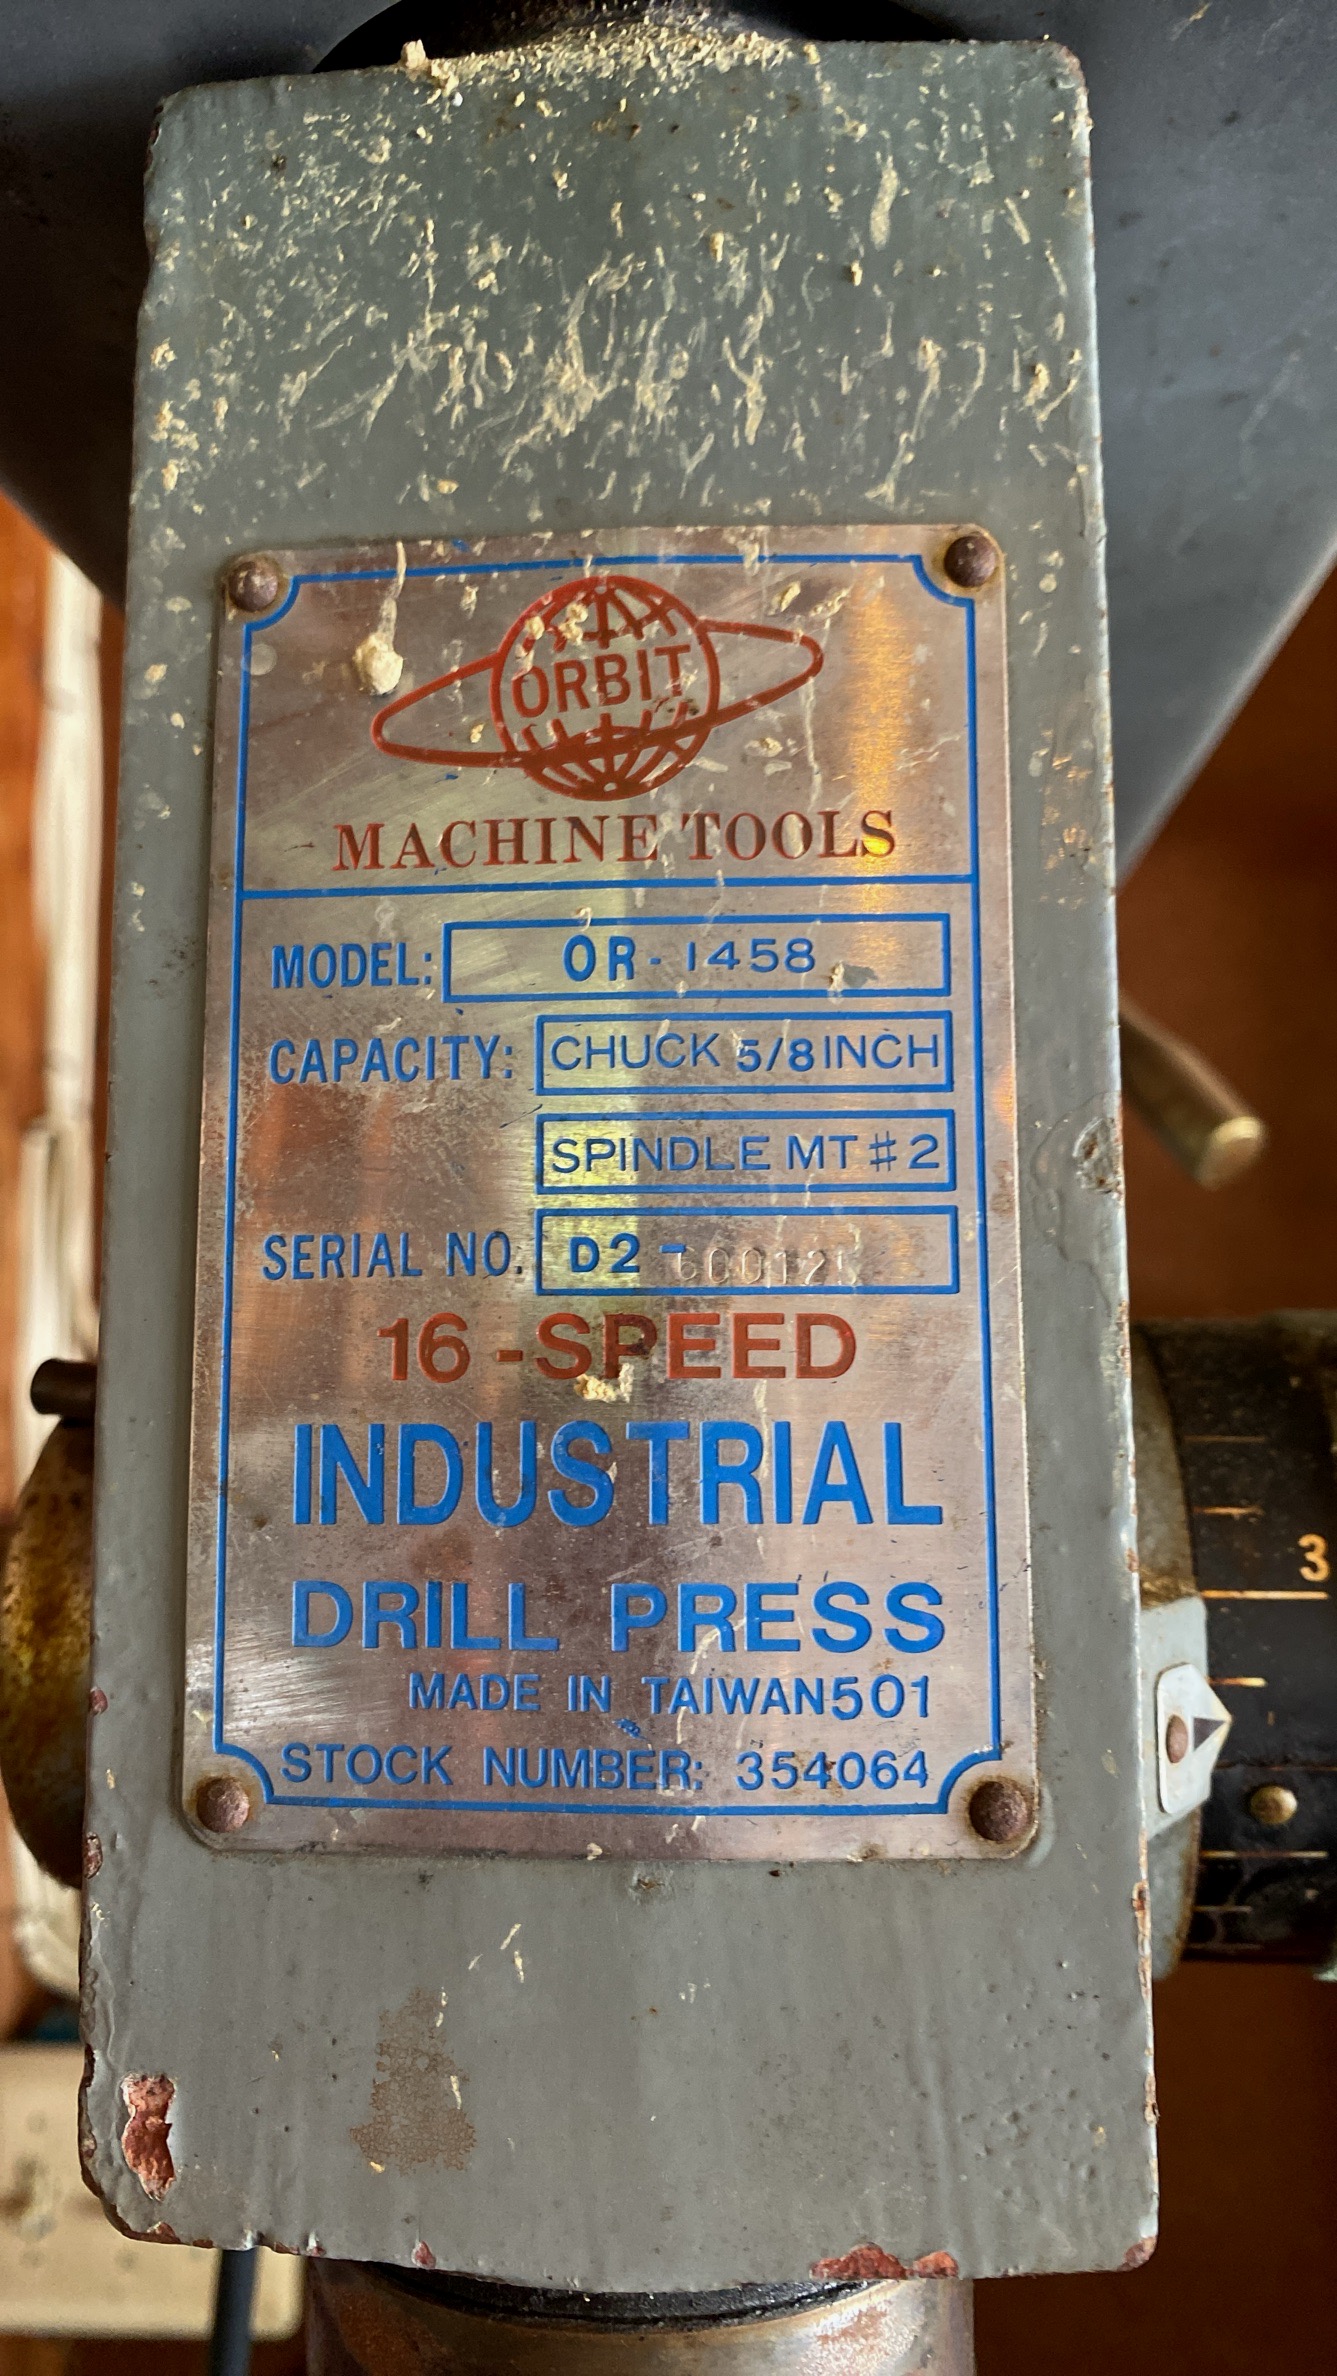 ORBIT
MACHINE TOOLS
MODEL: OR-1458
CAPACITY: CHUCK 5/8 INCH
SPINDLE MT #2
SERIAL NO. D2-
16-SPEED
INDUSTRIAL
DRILL PRESS
MADE IN TAIWAN501
STOCK NUMBER: 354064
3